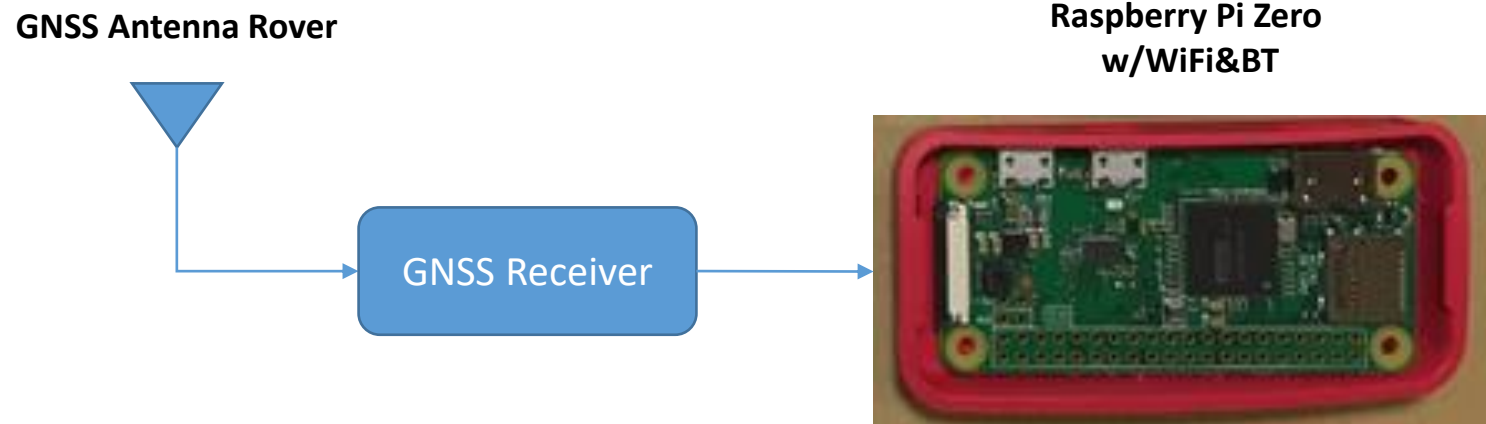 GNSS Antenna Rover
Raspberry Pi Zero
w/WiFi&BT
GNSS Receiver